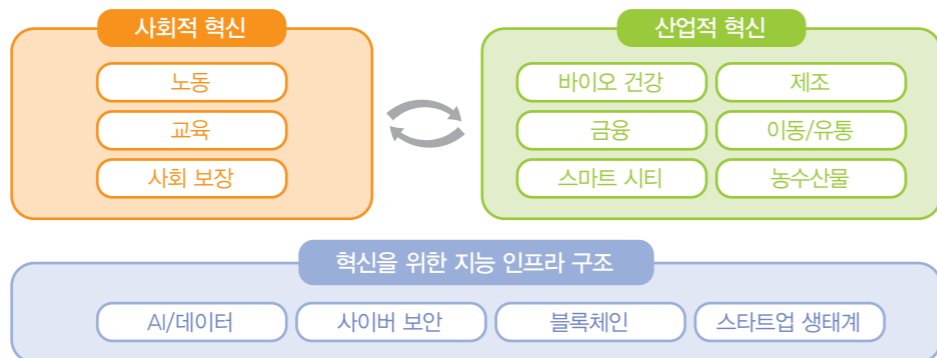 사회적 혁신
노동
교육
사회 보장
산업적 혁신
바이오 건강
제조
금융
이동/유통
스마트 시티
농수산물
혁신을 위한 지능 인프라 구조
AI/데이터
사이버 보안
블록체인
스타트업 생태계